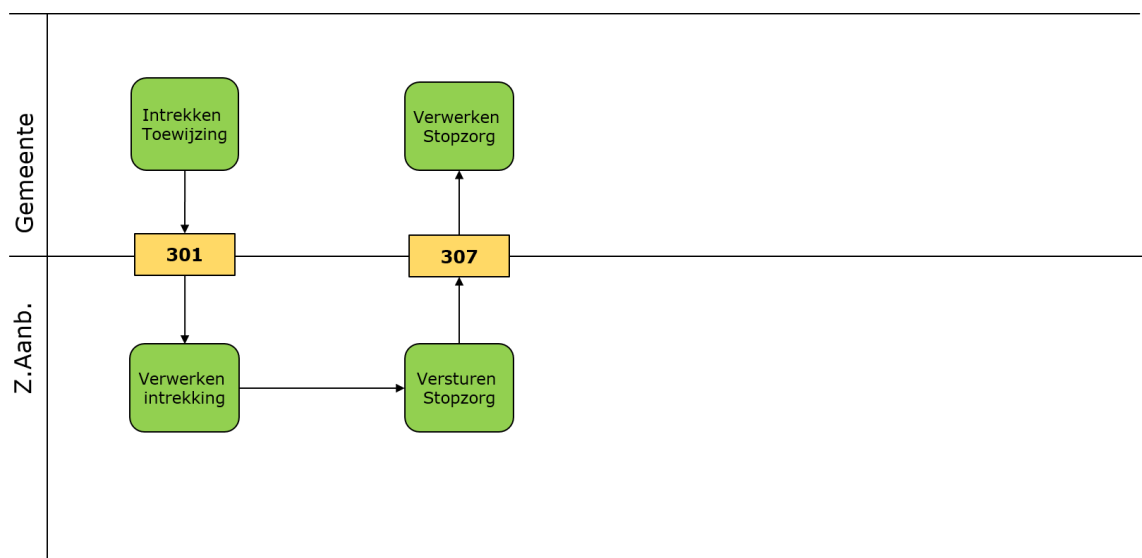 Gemeente
Intrekken
Toewijzing
Verwerken
Stopzorg
301
307
Z.Aanb.
Verwerken
intrekking
Versturen
Stopzorg